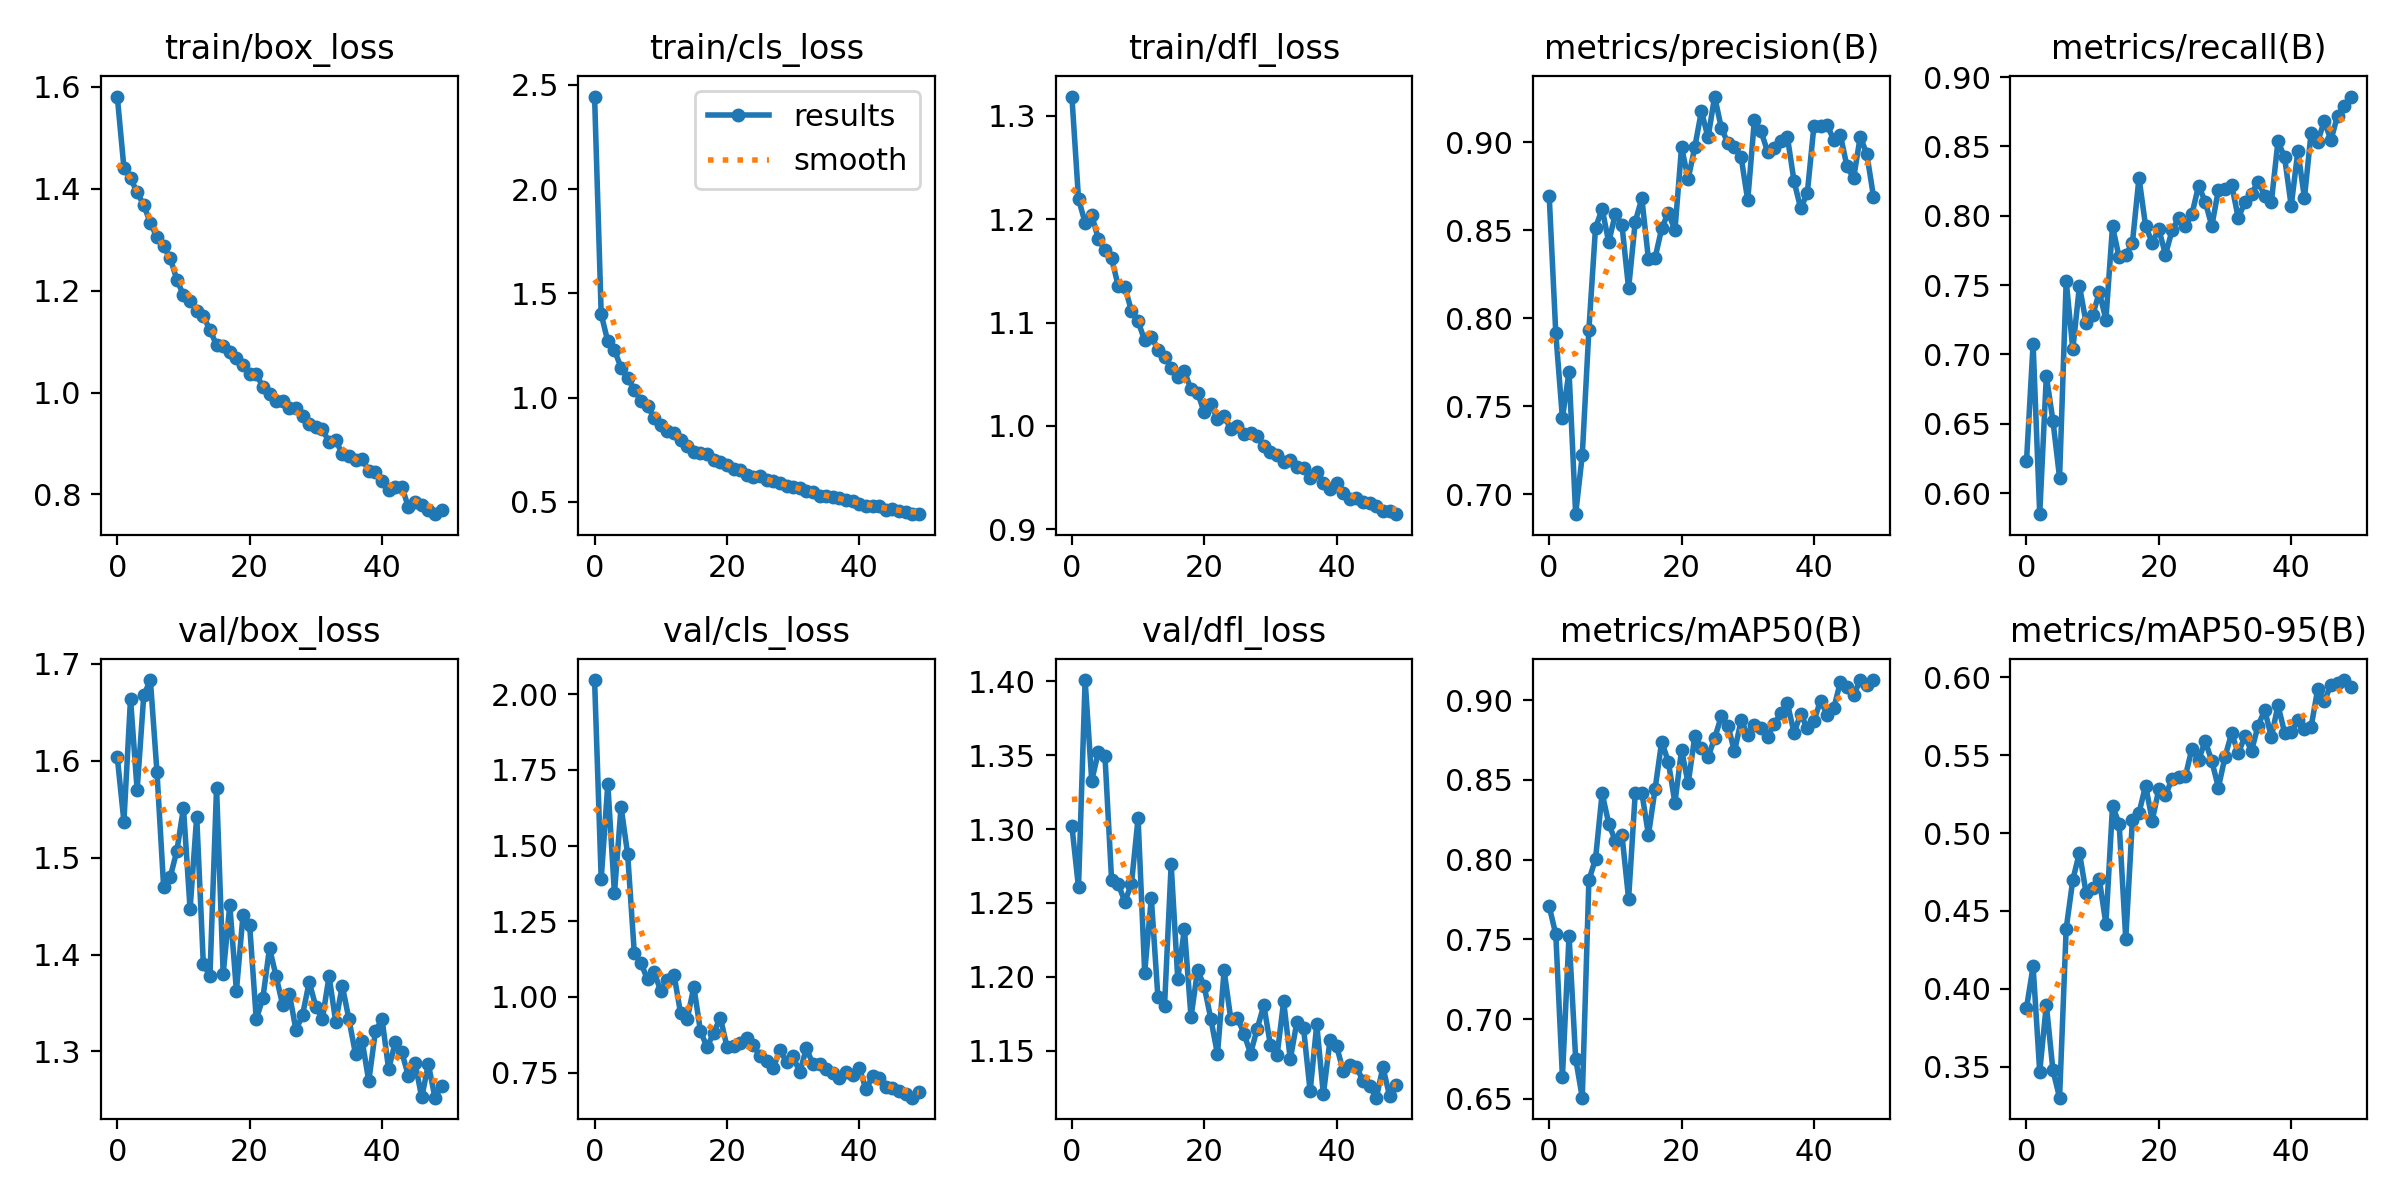 train/box_loss
1.6
1.4
1.2
1.0
0.8
0 20 40
train/cls_loss
2.5
2.0
1.5
1.0
0.5
0 20 40
results
smooth
train/dfl_loss
1.3
1.2
1.1
1.0
0.9
0 20 40
metrics/precision(B)
0.90
0.85
0.80
0.75
0.70
0 20 40
metrics/recall(B)
0.90
0.85
0.80
0.75
0.70
0.65
0.60
0 20 40
val/box_loss
1.7
1.6
1.5
1.4
1.3
0 20 40
val/cls_loss
2.00
1.75
1.50
1.25
1.00
0.75
0 20 40
val/dfl_loss
1.40
1.35
1.30
1.25
1.20
1.15
0 20 40
metrics/mAP50(B)
0.90
0.85
0.80
0.75
0.70
0.65
0 20 40
metrics/mAP50-95(B)
0.60
0.55
0.50
0.45
0.40
0.35
0 20 40